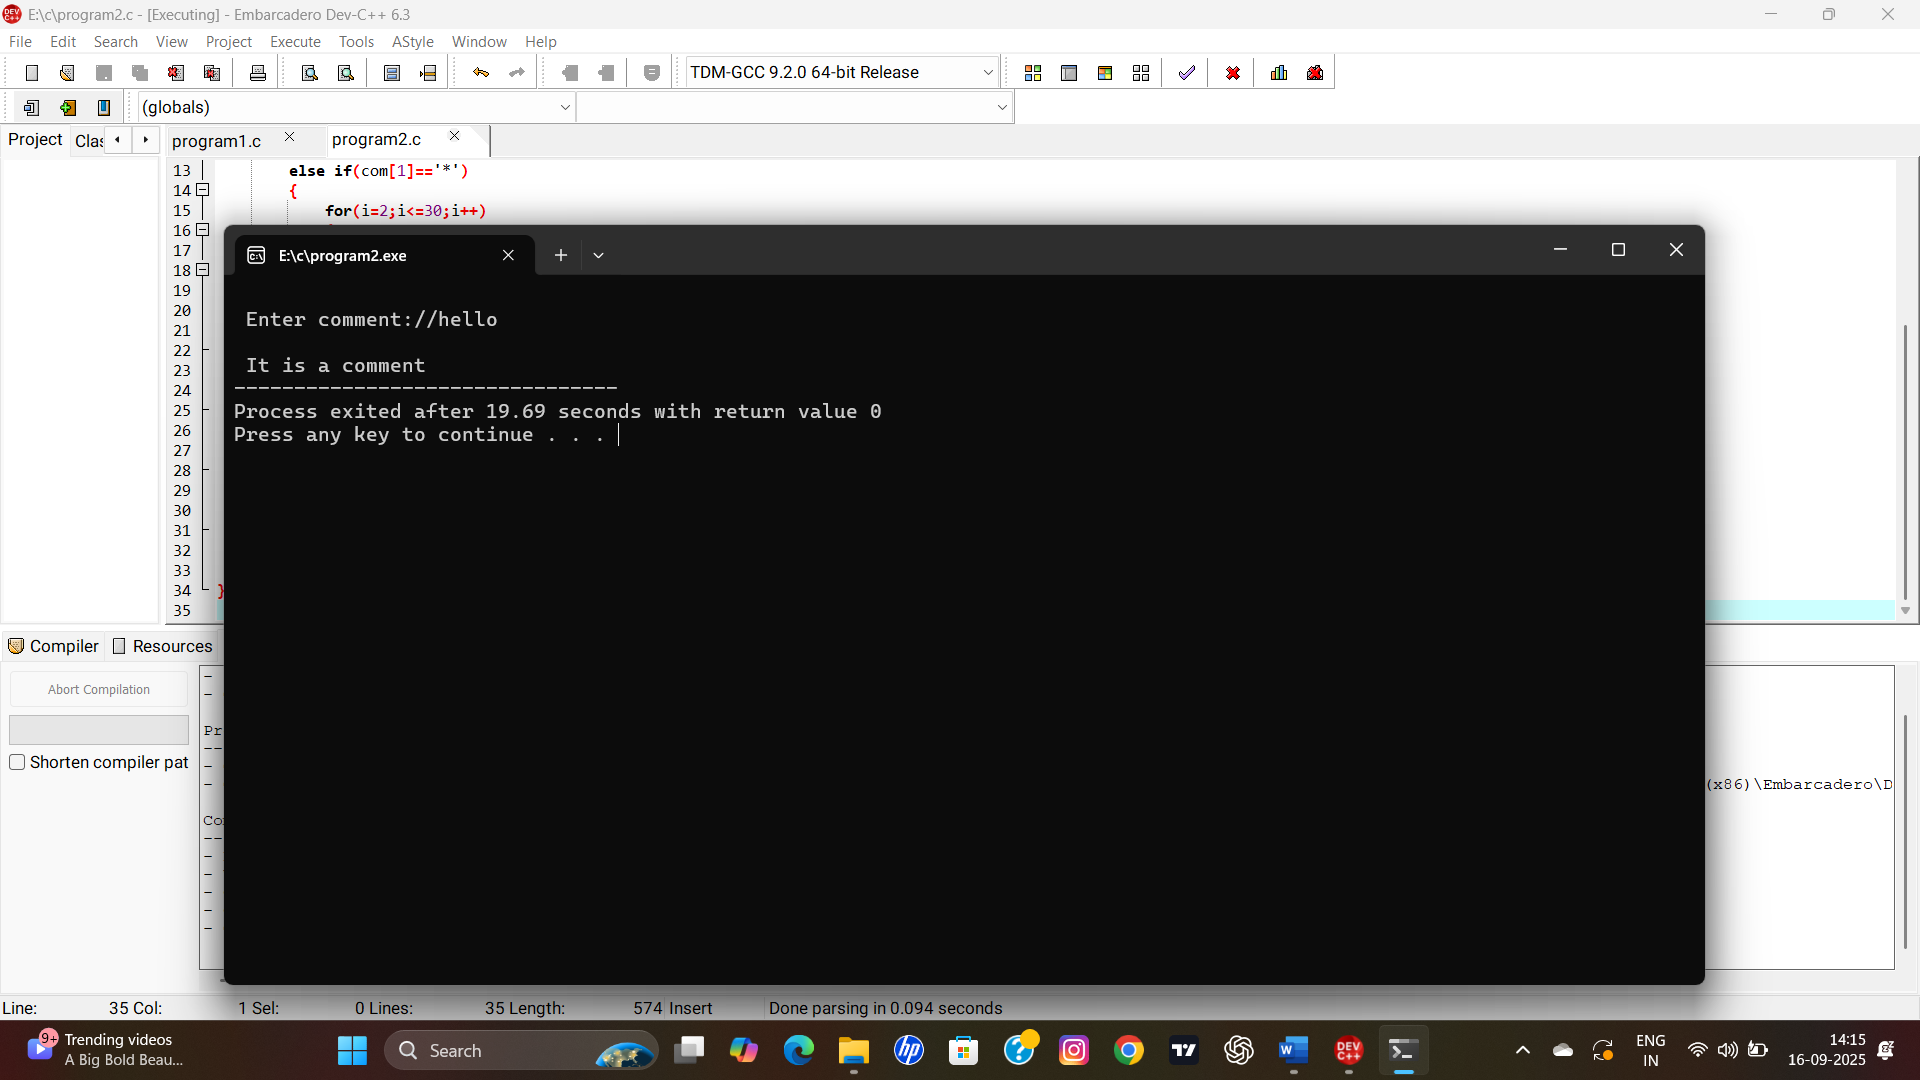 E:\c\program2.c - [Executing] - Embarcadero Dev-C++ 6.3
File Edit Search View Project Execute Tools AStyle Window Help
TDM-GCC 9.2.0 64-bit Release
(globals)
Project Clas program1.c program2.c
13 else if(com[1]=='*')
14 {
15 for(i=2;i<=30;i++)
16
17
18
19
20
21
22
23
24
25
26
27
28
29
30
31
32
33
34 }
35
E:\c\program2.exe
Enter comment://hello
It is a comment
--------------------------------
Process exited after 19.69 seconds with return value 0
Press any key to continue . . .
Compiler Resources
Abort Compilation
Shorten compiler pat
(x86)\Embarcadero\D
Line: 35 Col: 1 Sel: 0 Lines: 35 Length: 574 Insert Done parsing in 0.094 seconds
9+ Trending videos
A Big Bold Beau...
Search
ENG
IN
14:15
16-09-2025